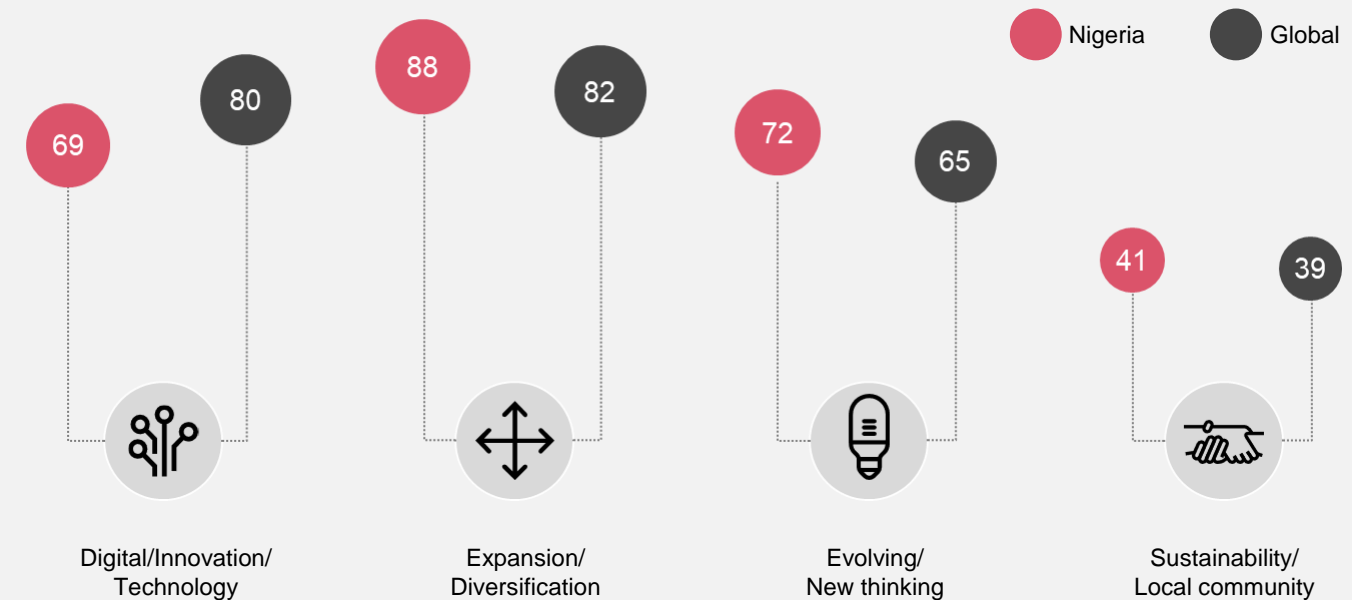 Nigeria
Global
69
80
88
82
72
65
41
39
Digital/Innovation/
Technology
Expansion/
Diversification
Evolving/
New thinking
Sustainability/
Local community